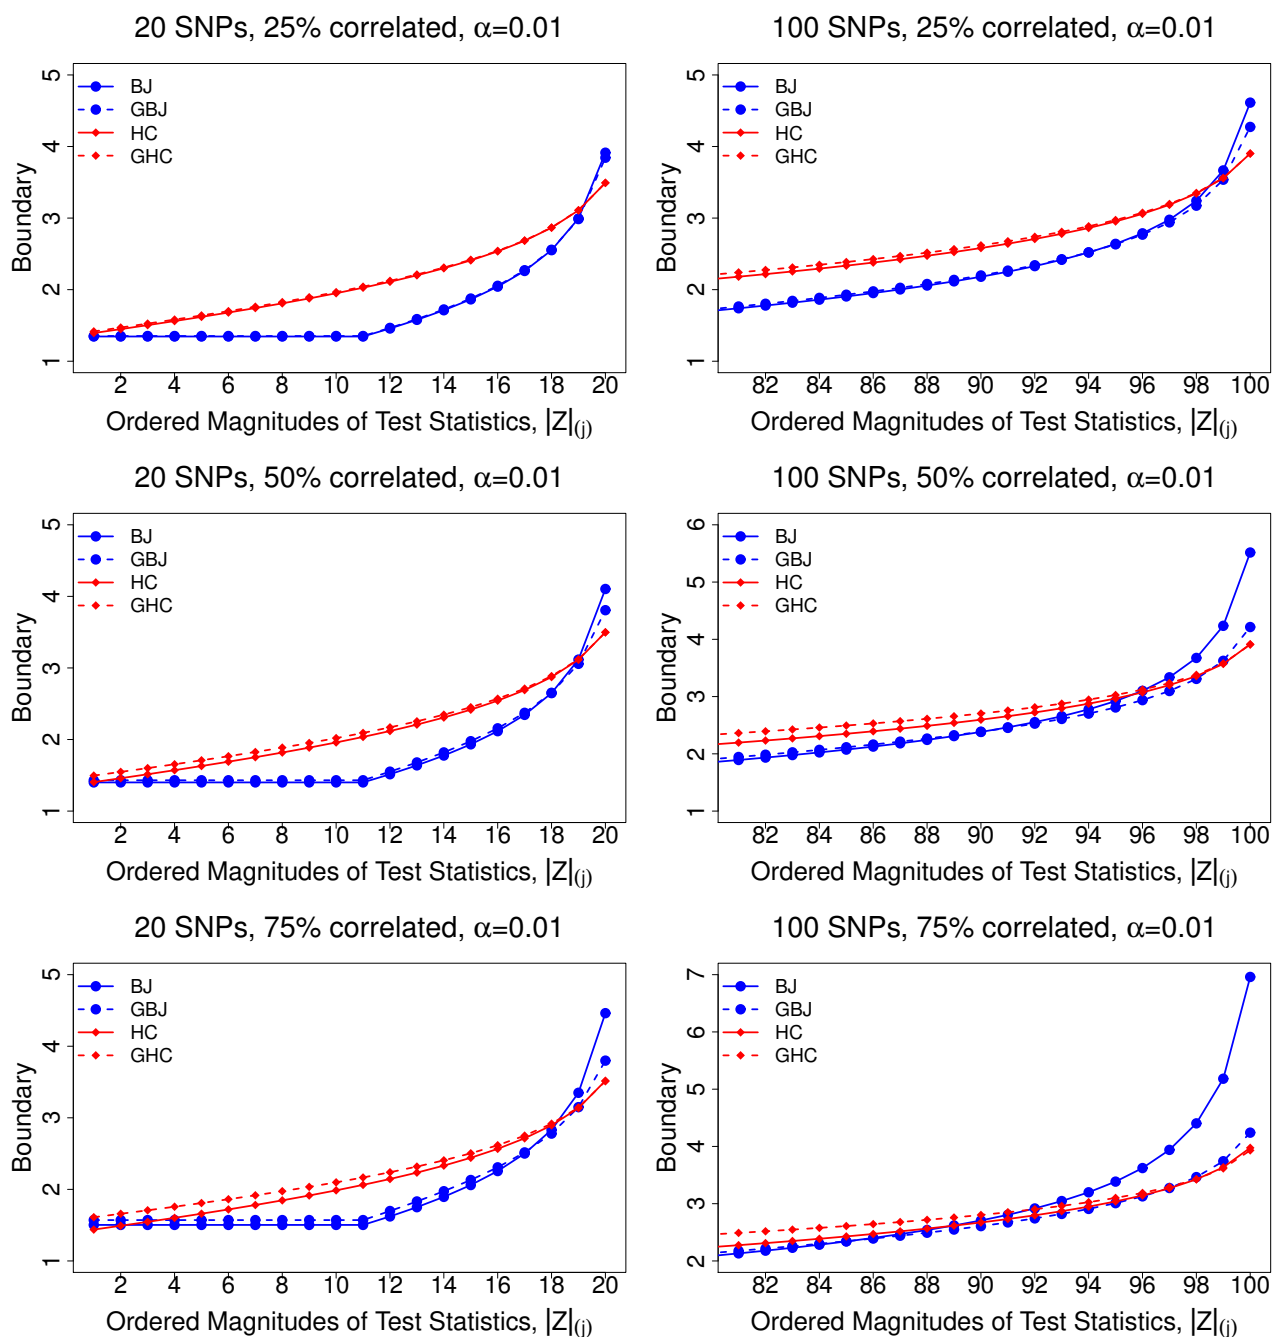 20 SNPs, 25% correlated, α=0.01
5
4
3
2
1
Boundary
BJ
GBJ
HC
GHC
2 4 6 8 10 12 14 16 18 20
Ordered Magnitudes of Test Statistics, |Z|(j)
100 SNPs, 25% correlated, α=0.01
5
4
3
2
1
Boundary
BJ
GBJ
HC
GHC
82 84 86 88 90 92 94 96 98 100
Ordered Magnitudes of Test Statistics, |Z|(j)
20 SNPs, 50% correlated, α=0.01
5
4
3
2
1
Boundary
BJ
GBJ
HC
GHC
2 4 6 8 10 12 14 16 18 20
Ordered Magnitudes of Test Statistics, |Z|(j)
100 SNPs, 50% correlated, α=0.01
6
5
4
3
2
1
Boundary
BJ
GBJ
HC
GHC
82 84 86 88 90 92 94 96 98 100
Ordered Magnitudes of Test Statistics, |Z|(j)
20 SNPs, 75% correlated, α=0.01
5
4
3
2
1
Boundary
BJ
GBJ
HC
GHC
2 4 6 8 10 12 14 16 18 20
Ordered Magnitudes of Test Statistics, |Z|(j)
100 SNPs, 75% correlated, α=0.01
7
6
5
4
3
2
Boundary
BJ
GBJ
HC
GHC
82 84 86 88 90 92 94 96 98 100
Ordered Magnitudes of Test Statistics, |Z|(j)